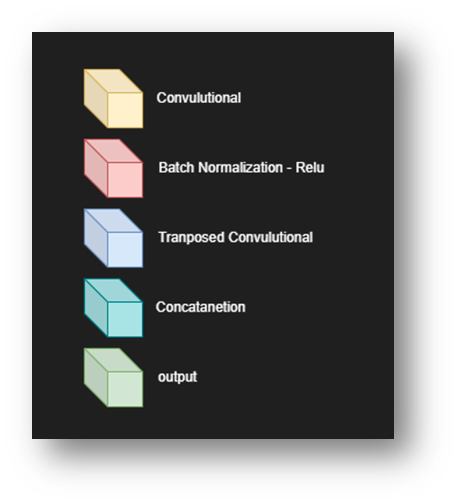 Convulutional
Batch Normalization - Relu
Tranposed Convulutional
Concatanetion
output